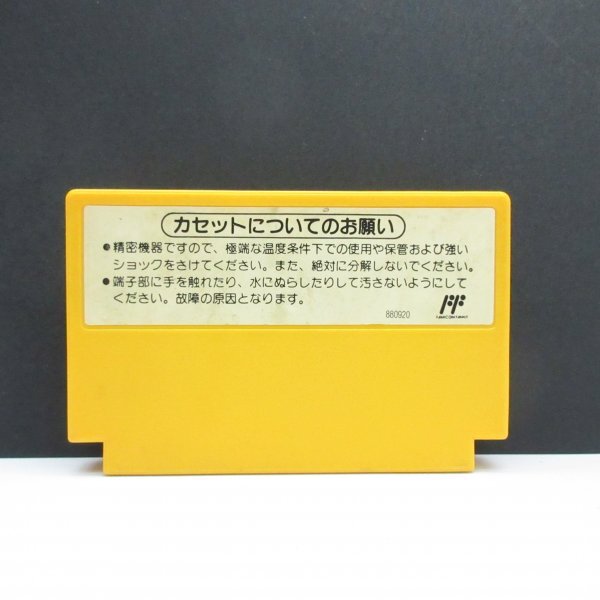 カセットについてのお願い
●精密機器ですので、極端な温度条件下での使用や保管および強い
ショックをさけてください。また、絶対に分解しないでください。
●端子部に手を触れたり、水にぬらしたりして汚さないようにして
ください。故障の原因となります。
880920
FAMICOM FAMILY